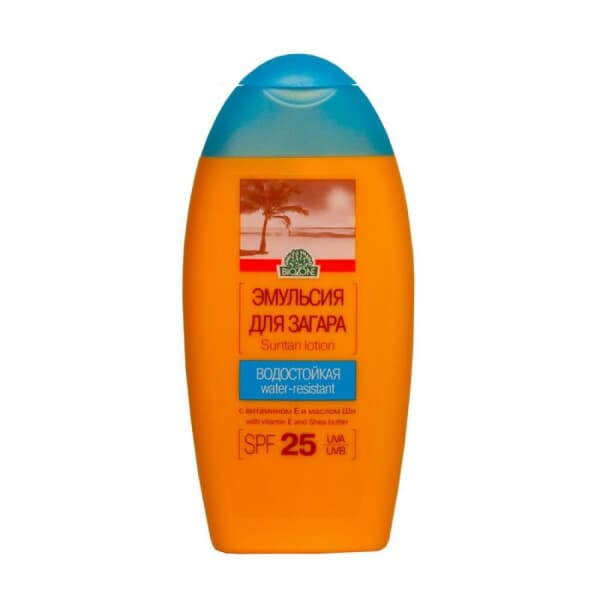 BIOZONE
ЭМУЛЬСИЯ
ДЛЯ ЗАГАРА
Suntan lotion
ВОДОСТОЙКАЯ
water-resistant
с витамином Е и маслом Ши
with vitamin E and Shea butter
SPF 25 UVA
UVB